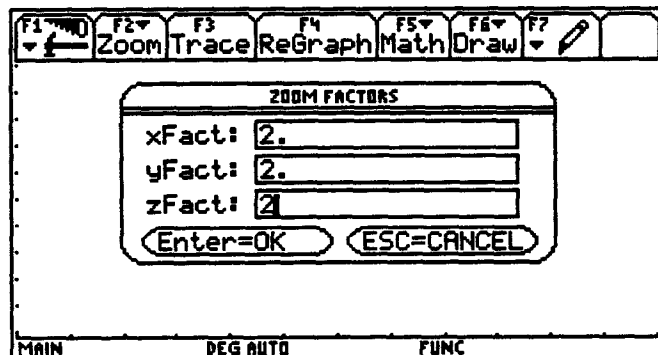 F1 F2 F3 F4 F5 F6 F7
Zoom Trace ReGraph Math Draw
ZOOM FACTORS
xFact: 2.
yFact: 2.
zFact: 2
Enter=OK ESC=CANCEL
MAIN DEG AUTO FUNC